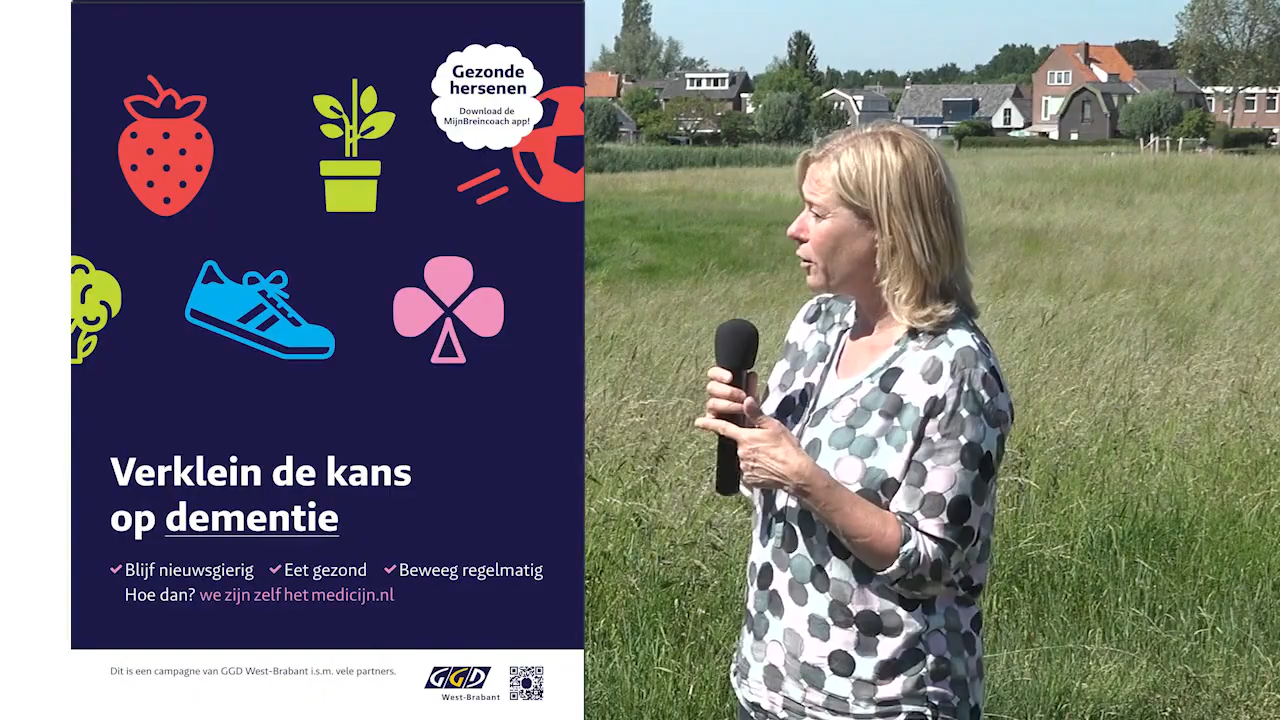 Gezonde
hersenen
Download de
MijnBreincoach app!
Verklein de kans
op dementie
Blijf nieuwsgierig Eet gezond Beweeg regelmatig
Hoe dan? we zijn zelf het medicijn.nl
Dit is een campagne van GGD West-Brabant i.s.m. vele partners.
GGD
West-Brabant